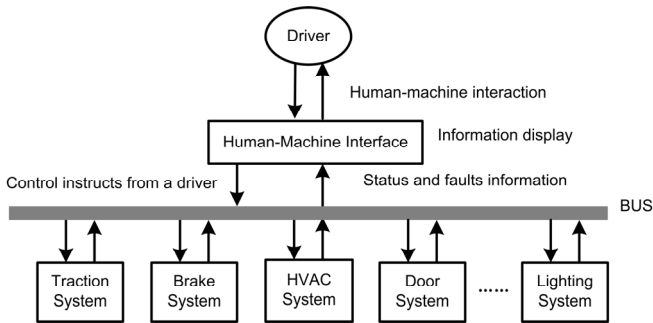 Driver
Human-machine interaction
Human-Machine Interface
Information display
Control instructs from a driver
Status and faults information
BUS
Traction
System
Brake
System
HVAC
System
Door
System
......
Lighting
System